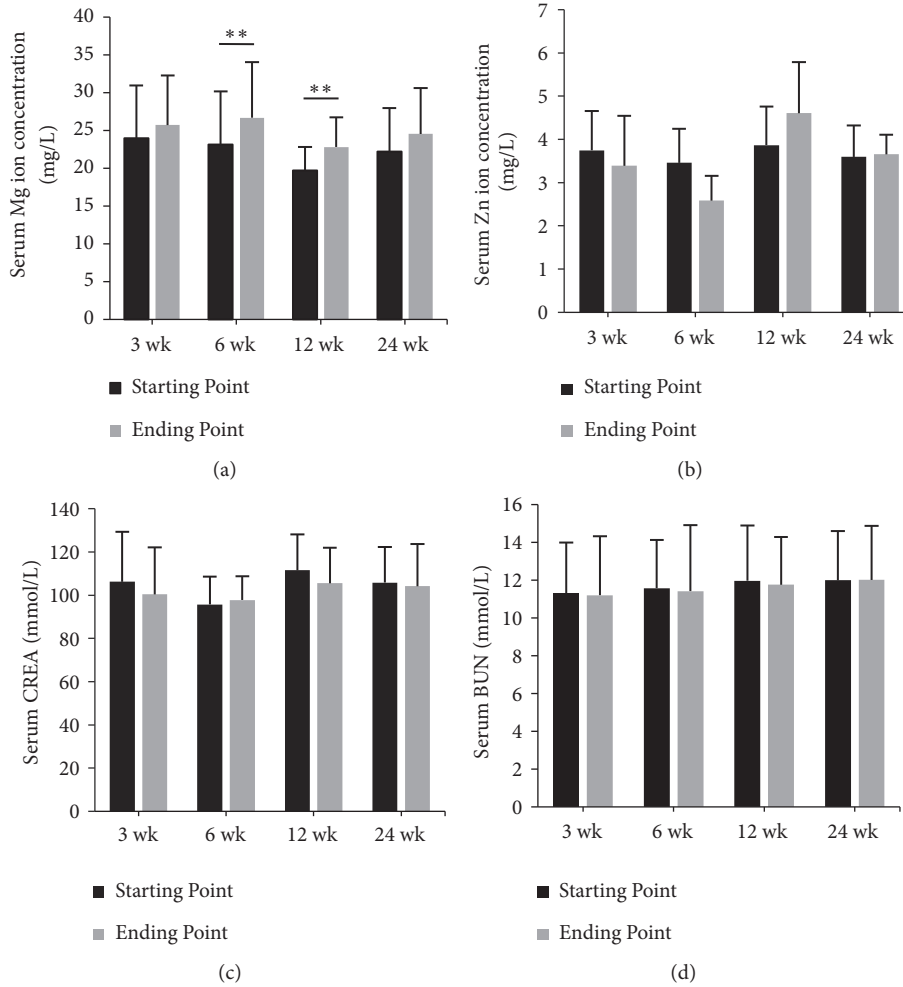 Serum Mg ion concentration
(mg/L)
40
35
30
25
20
15
10
5
0
**
**
3 wk 6 wk 12 wk 24 wk
Starting Point
Ending Point
(a)
Serum Zn ion concentration
(mg/L)
7
6
5
4
3
2
1
0
3 wk 6 wk 12 wk 24 wk
Starting Point
Ending Point
(b)
Serum CREA (mmol/L)
140
120
100
80
60
40
20
0
3 wk 6 wk 12 wk 24 wk
Starting Point
Ending Point
(c)
Serum BUN (mmol/L)
16
14
12
10
8
6
4
2
0
3 wk 6 wk 12 wk 24 wk
Starting Point
Ending Point
(d)